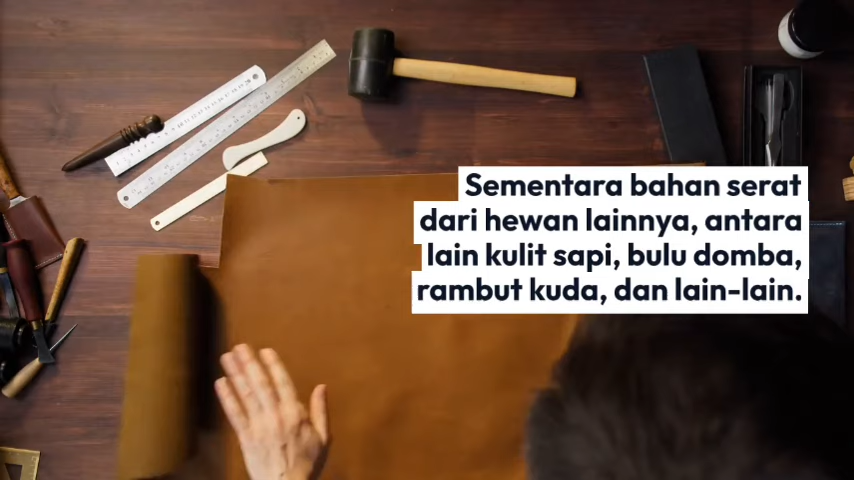 Sementara bahan serat
dari hewan lainnya, antara
lain kulit sapi, bulu domba,
rambut kuda, dan lain-lain.